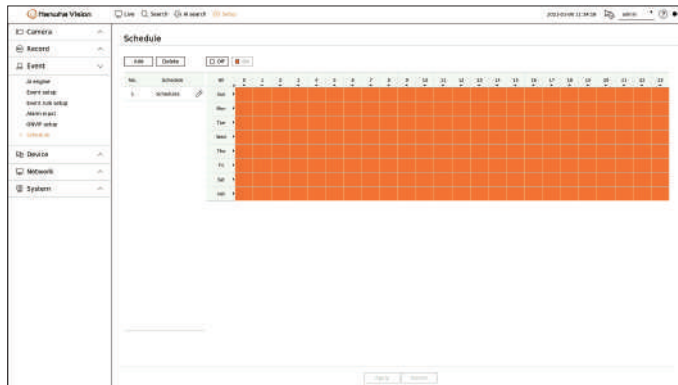 Hanwha Vision
Live Search AI search Setup
admin
Camera
Record
Event
AI engine
Event setup
Event rule setup
Alarm input
ONVIF setup
Schedule
Device
Network
System
Schedule
Add Delete Off On
No. Schedule All 0 1 2 3 4 5 6 7 8 9 10 11 12 13 14 15 16 17 18 19 20 21 22 23
1 Schedule Sun
Mon
Tue
Wed
Thu
Fri
Sat
Apply